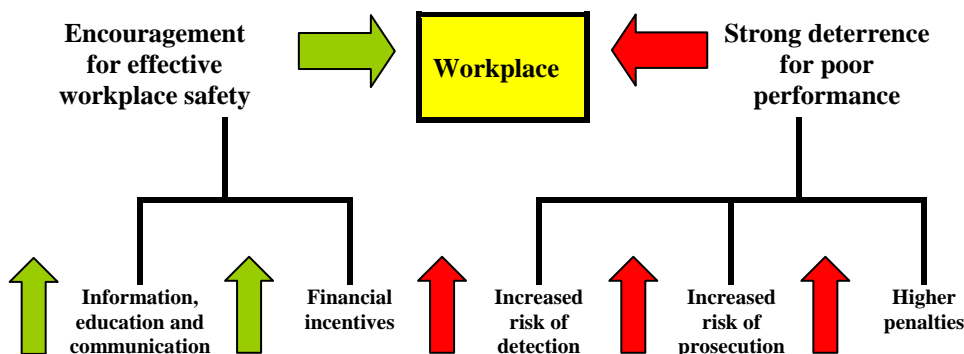 Encouragement
for effective
workplace safety
Workplace
Strong deterrence
for poor
performance
Information,
education and
communication
Financial
incentives
Increased
risk of
detection
Increased
risk of
prosecution
Higher
penalties